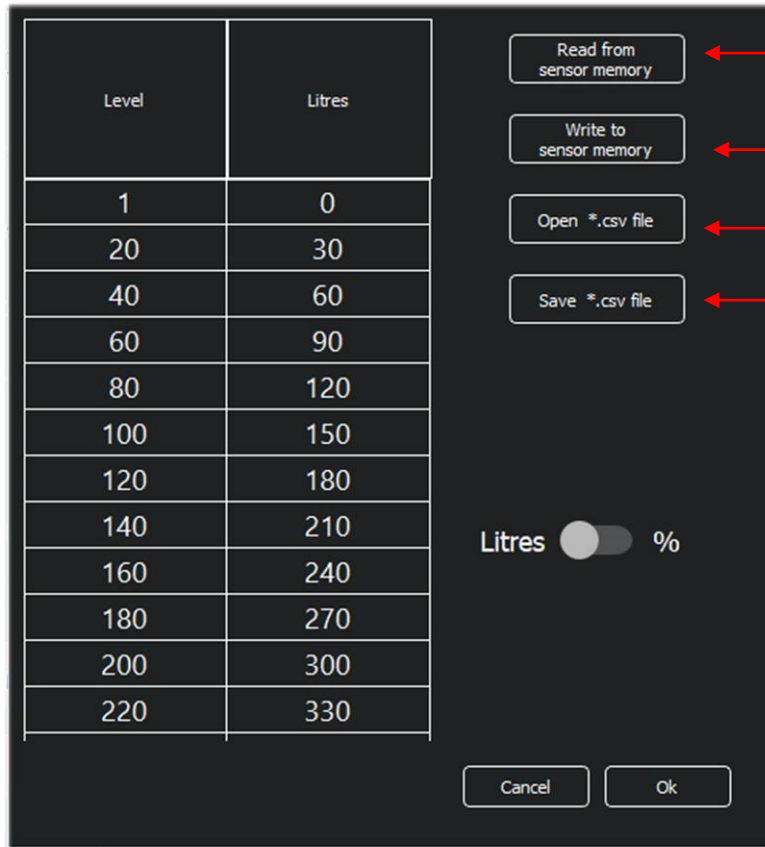 Level Litres
1 0
20 30
40 60
60 90
80 120
100 150
120 180
140 210
160 240
180 270
200 300
220 330
Read from
sensor memory
Write to
sensor memory
Open *.csv file
Save *.csv file
Litres %
Cancel Ok